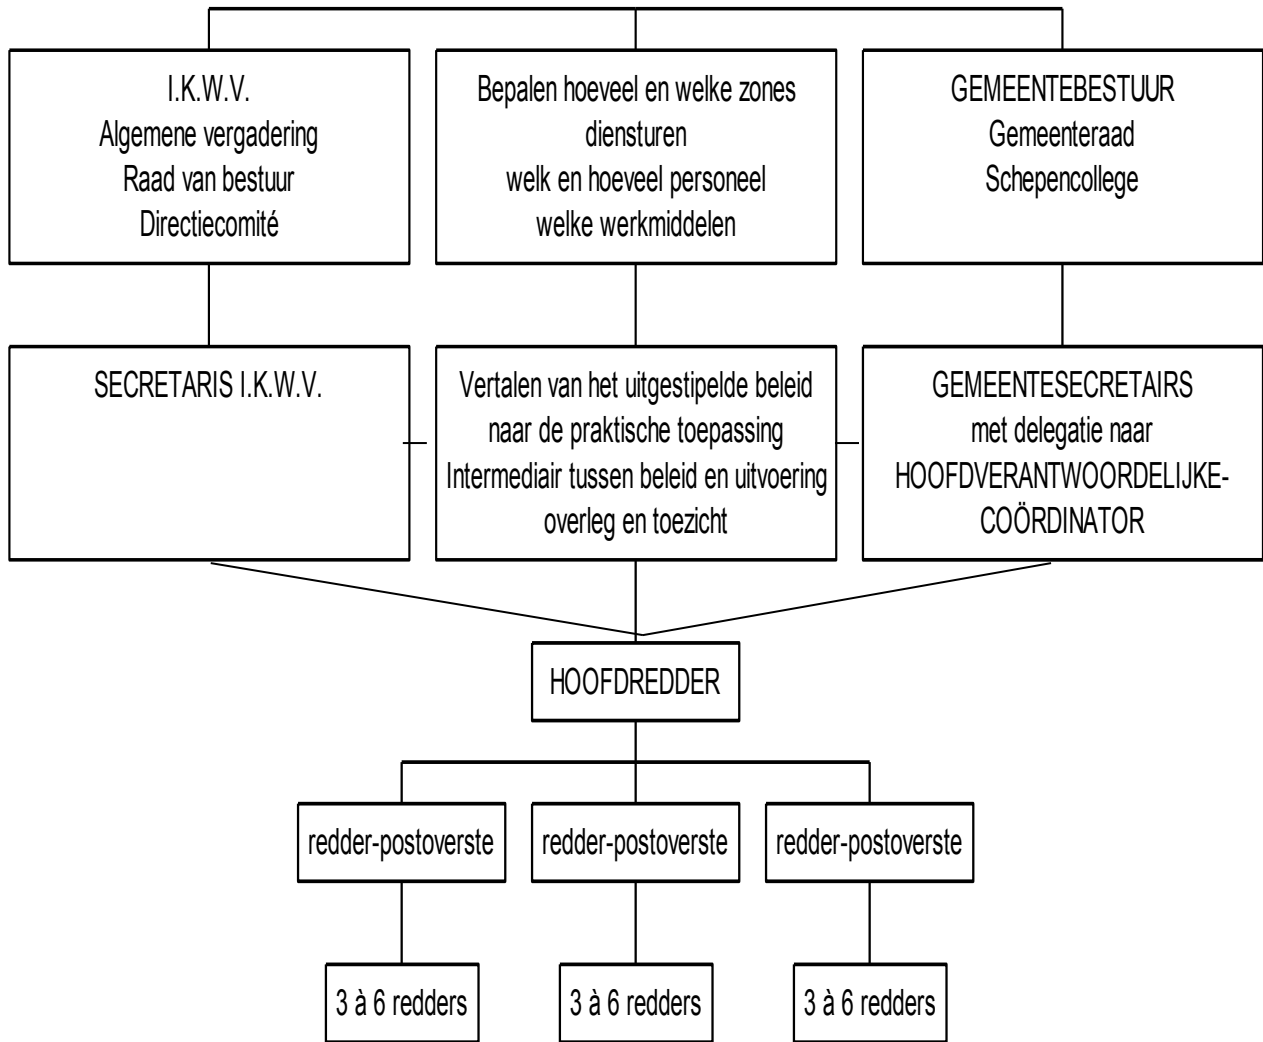 I.K.W.V.
Algemene vergadering
Raad van bestuur
Directiecomité
Bepalen hoeveel en welke zones
diensturen
welk en hoeveel personeel
welke werkmiddelen
GEMEENTEBESTUUR
Gemeenteraad
Schepencollege
SECRETARIS I.K.W.V.
Vertalen van het uitgestipelde beleid
naar de praktische toepassing
Intermediair tussen beleid en uitvoering
overleg en toezicht
GEMEENTESECRETAIRS
met delegatie naar
HOOFDVERANTWOORDELIJKE-
COÖRDINATOR
HOOFDREDDER
redder-postoverste
redder-postoverste
redder-postoverste
3 à 6 redders
3 à 6 redders
3 à 6 redders